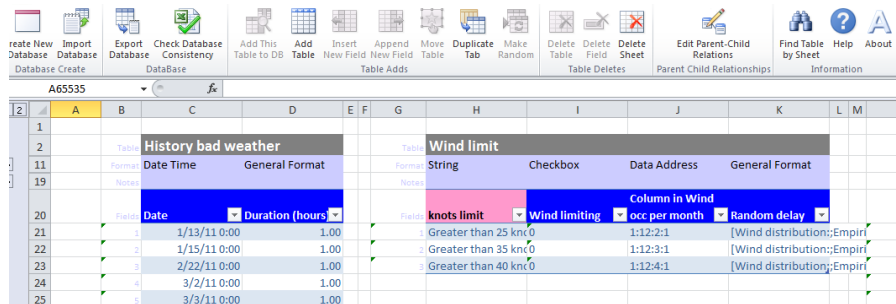 reate New Import Export Check Database Add This Add Insert Append Move Duplicate Make Delete Delete Delete Edit Parent-Child Find Table Help About
Database Database Database Consistency Table to DB Table New Field New Field Table Tab Random Table Field Sheet Relations by Sheet
Database Create DataBase Table Adds Table Deletes Parent Child Relationships Information
A65535 fx
2 A B C D E F G H I J K L M
1
2 Table History bad weather Table Wind limit
11 Format Date Time General Format Format String Checkbox Data Address General Format
19 Notes Notes
Column in Wind
20 Fields Date Duration (hours) Fields knots limit Wind limiting occ per month Random delay
21 1 1/13/11 0:00 1.00 1 Greater than 25 kno 0 1:12:2:1 [Wind distribution:;Empiri
22 2 1/15/11 0:00 1.00 2 Greater than 35 kno 0 1:12:3:1 [Wind distribution:;Empiri
23 3 2/22/11 0:00 1.00 3 Greater than 40 kno 0 1:12:4:1 [Wind distribution:;Empiri
24 4 3/2/11 0:00 1.00
25 5 3/3/11 0:00 1.00